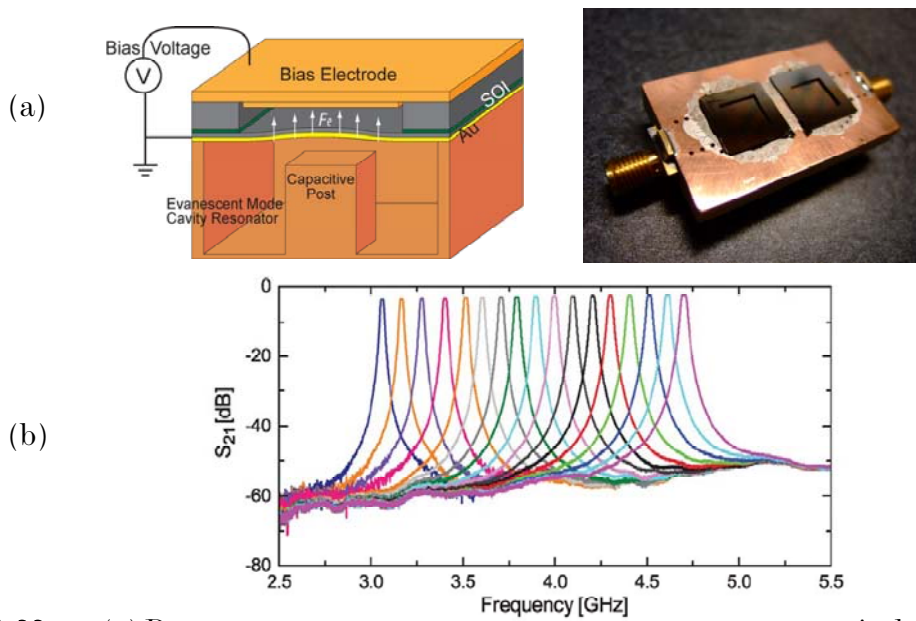 (a)
Bias Voltage
V
Bias Electrode
SOI
Fe
Au
Evanescent Mode
Cavity Resonator
Capacitive
Post
(b)
0
-20
-40
-60
-80
S21 [dB]
2.5 3.0 3.5 4.0 4.5 5.0 5.5
Frequency [GHz]